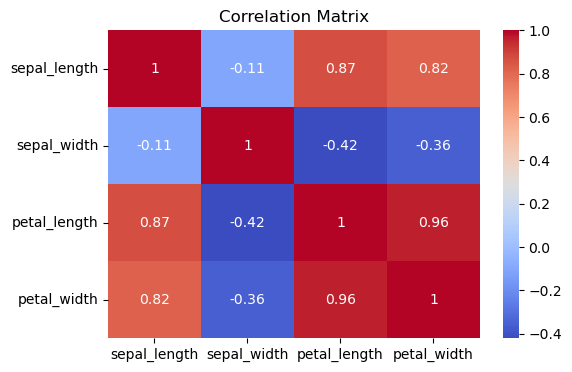 Correlation Matrix
sepal_length 1 -0.11 0.87 0.82
sepal_width -0.11 1 -0.42 -0.36
petal_length 0.87 -0.42 1 0.96
petal_width 0.82 -0.36 0.96 1
sepal_length sepal_width petal_length petal_width
1.0
0.8
0.6
0.4
0.2
0.0
−0.2
−0.4